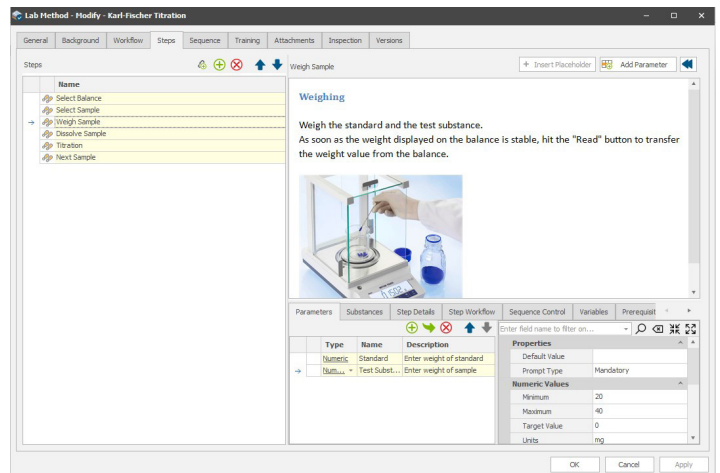 Lab Method - Modify - Karl-Fischer Titration
General Background Workflow Steps Sequence Training Attachments Inspection Versions
Steps
Name
Select Balance
Select Sample
Weigh Sample
Dissolve Sample
Titration
Next Sample
Weigh Sample
+ Insert Placeholder Add Parameter
Weighing
Weigh the standard and the test substance.
As soon as the weight displayed on the balance is stable, hit the "Read" button to transfer
the weight value from the balance.
Parameters Substances Step Details Step Workflow Sequence Control Variables Prerequisit
Enter field name to filter on...
Type Name Description
Numeric Standard Enter weight of standard
Num... Test Subst... Enter weight of sample
Properties
Default Value
Prompt Type Mandatory
Numeric Values
Minimum 20
Maximum 40
Target Value 0
Units mg
OK Cancel Apply